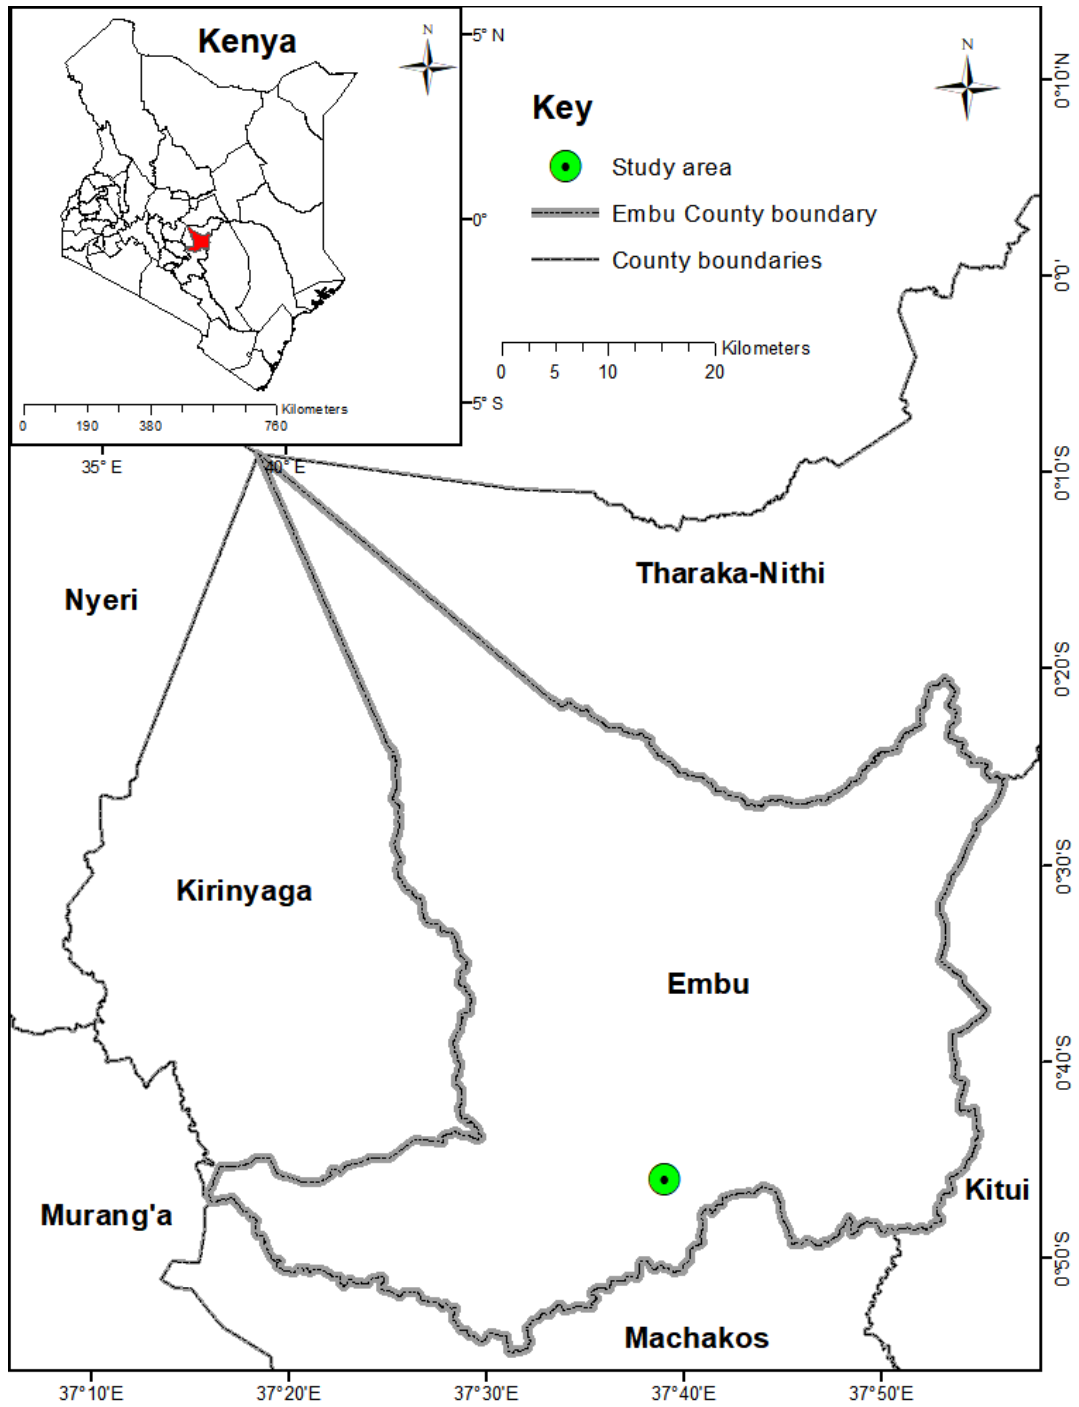 Kenya
N
5° N
0°
5° S
35° E
40° E
Kilometers
0 190 380 760
N
Key
Study area
Embu County boundary
County boundaries
Kilometers
0 5 10 20
0°10'N
0°0'
0°10'S
0°20'S
0°30'S
0°40'S
0°50'S
Tharaka-Nithi
Nyeri
Kirinyaga
Embu
Kitui
Murang'a
Machakos
37°10'E 37°20'E 37°30'E 37°40'E 37°50'E